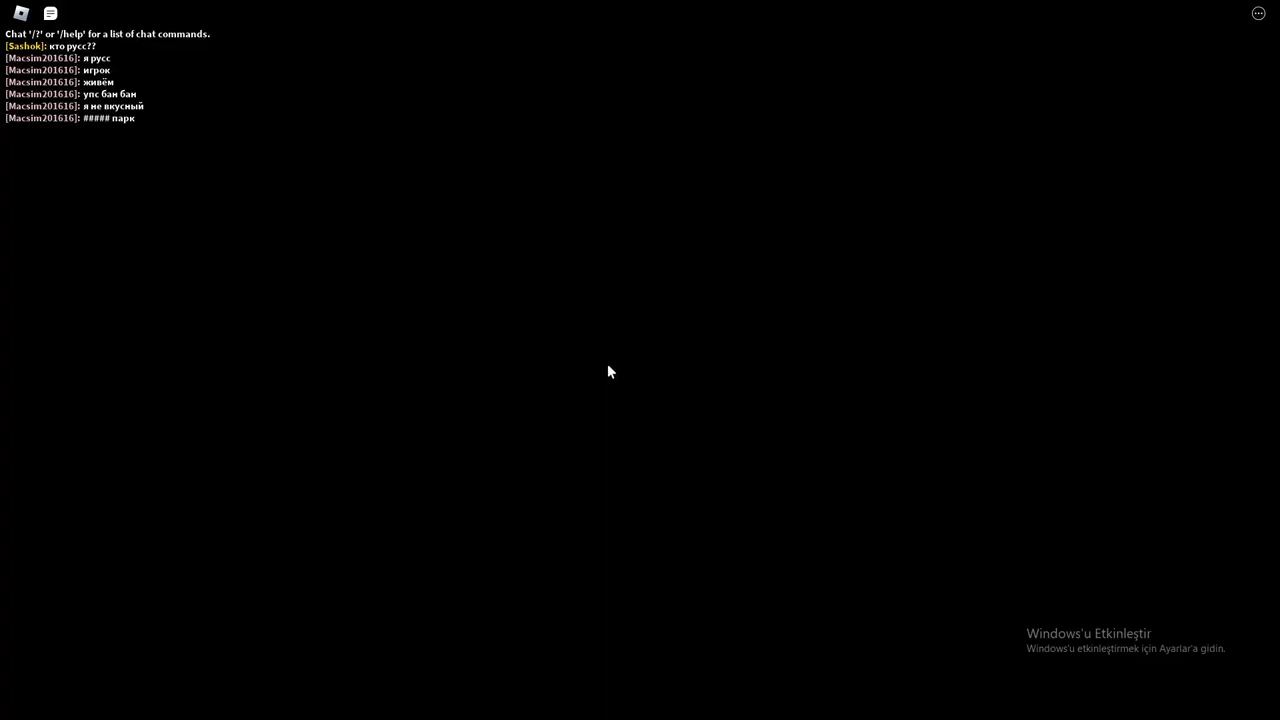 Chat '/?' or '/help' for a list of chat commands.
[Sashok]: кто русс??
[Macsim201616]: я русс
[Macsim201616]: игрок
[Macsim201616]: живём
[Macsim201616]: упс бан бан
[Macsim201616]: я не вкусный
[Macsim201616]: ##### парк
Windows'u Etkinleştir
Windows'u etkinleştirmek için Ayarlar'a gidin.